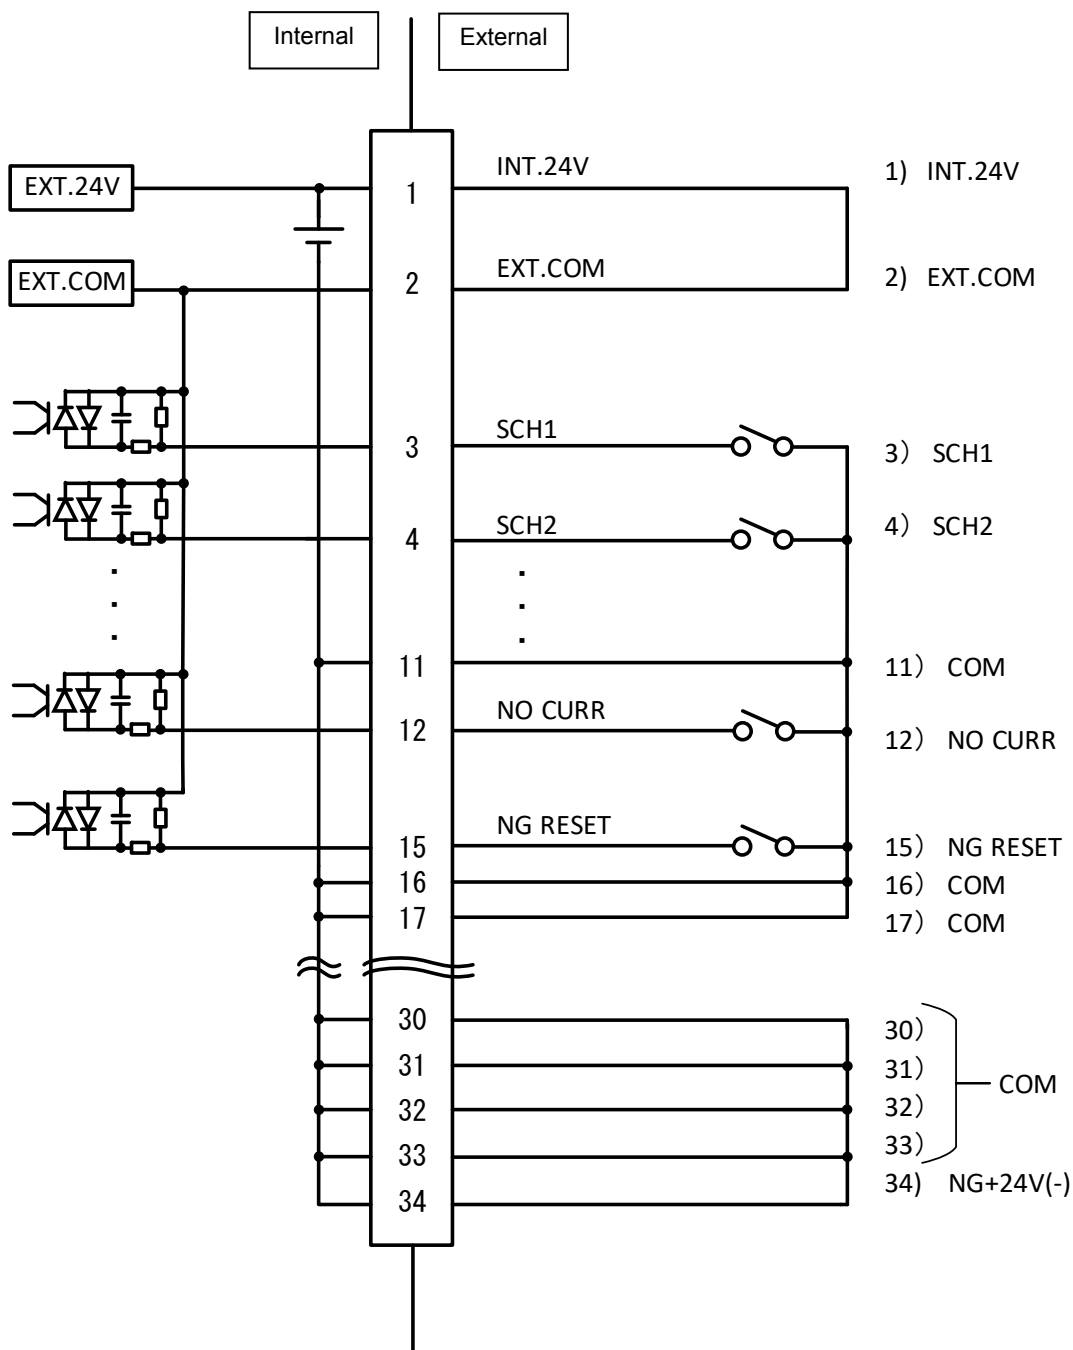 Internal External
EXT.24V 1 INT.24V 1) INT.24V
EXT.COM 2 EXT.COM 2) EXT.COM
3 SCH1 3) SCH1
4 SCH2 4) SCH2
11 11) COM
12 NO CURR 12) NO CURR
15 NG RESET 15) NG RESET
16 16) COM
17 17) COM
30 30)
31 31)
COM
32 32)
33 33)
34 34) NG+24V(-)